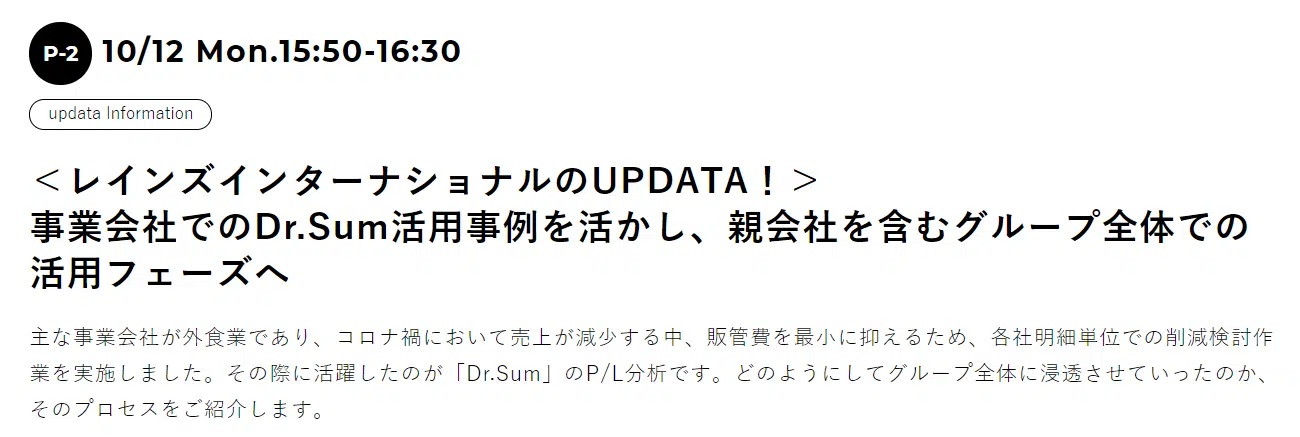 P-2 10/12 Mon.15:50-16:30
updata Information
＜レインズインターナショナルのUPDATA！＞
事業会社でのDr.Sum活用事例を活かし、親会社を含むグループ全体での
活用フェーズへ
主な事業会社が外食業であり、コロナ禍において売上が減少する中、販管費を最小に抑えるため、各社明細単位での削減検討作
業を実施しました。その際に活躍したのが「Dr.Sum」のP/L分析です。どのようにしてグループ全体に浸透させていったのか、
そのプロセスをご紹介します。